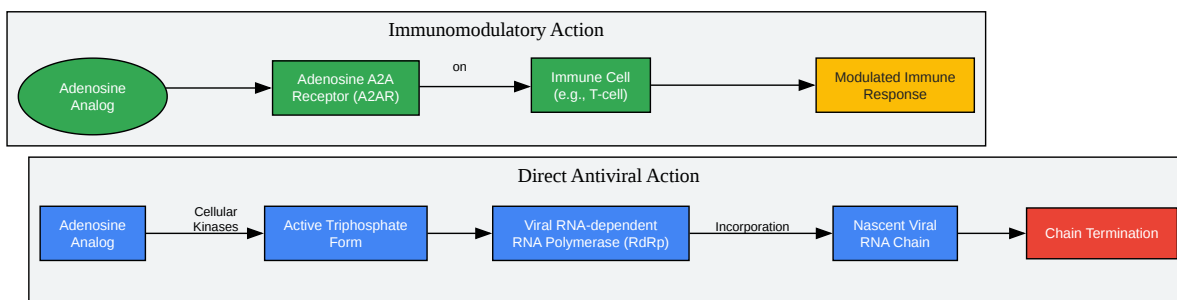 Immunomodulatory Action
Adenosine
Analog
Adenosine A2A
Receptor (A2AR)
on
Immune Cell
(e.g., T-cell)
Modulated Immune
Response
Direct Antiviral Action
Adenosine
Analog
Cellular
Kinases
Active Triphosphate
Form
Viral RNA-dependent
RNA Polymerase (RdRp)
Incorporation
Nascent Viral
RNA Chain
Chain Termination